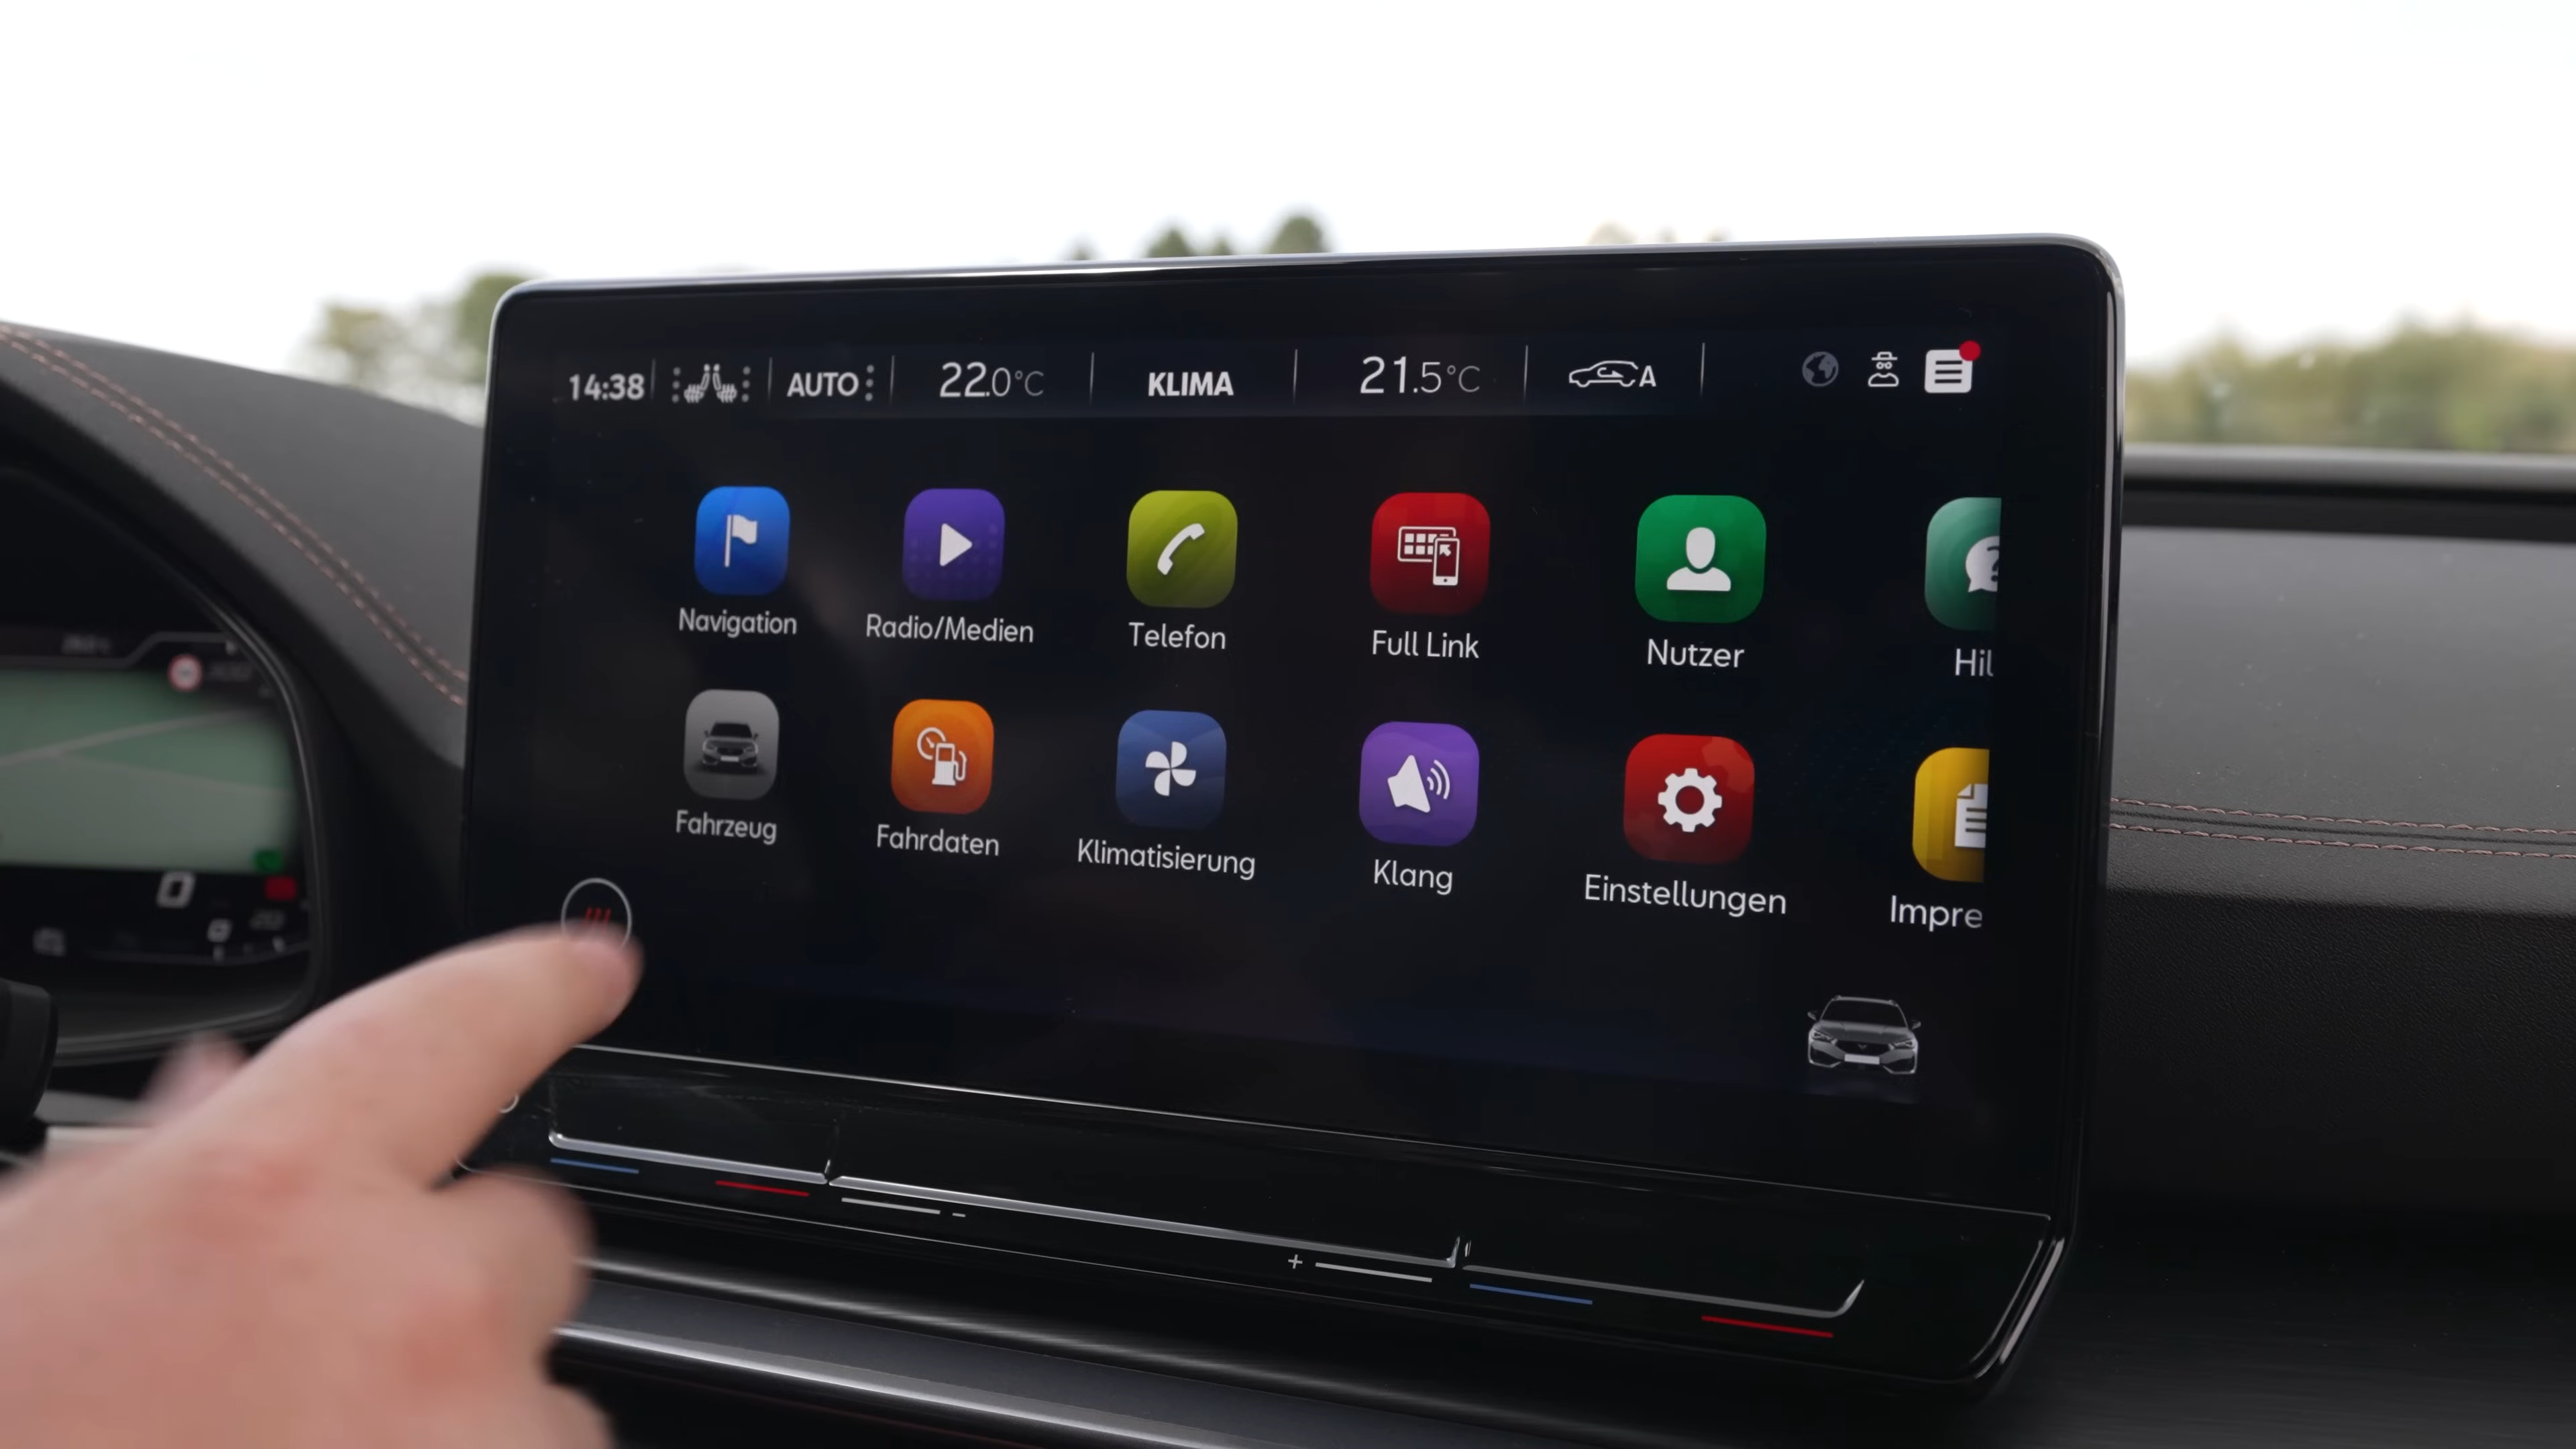 14:38 AUTO 22.0°C KLIMA 21.5°C A
Navigation
Radio/Medien
Telefon
Full Link
Nutzer
Hil
Fahrzeug
Fahrdaten
Klimatisierung
Klang
Einstellungen
Impre
- +